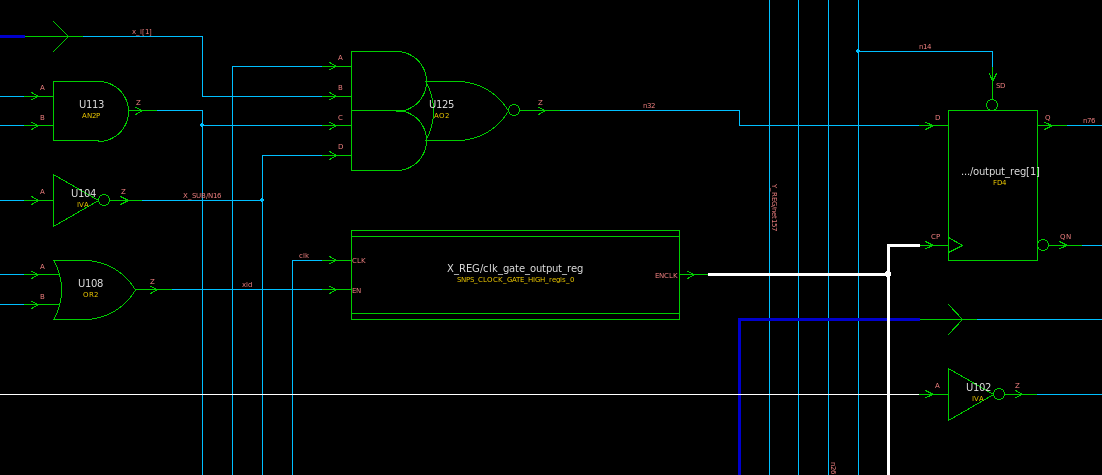 x_i[1]
n14
A
SD
A
U113
AN2P
Z
B
U125
AO2
Z
n32
B
C
D
Q
n76
D
.../output_reg[1]
FD4
A
U104
IVA
Z
X_SUB/N16
Y_REG/net157
CP
QN
clk
CLK
X_REG/clk_gate_output_reg
SNPS_CLOCK_GATE_HIGH_regis_0
ENCLK
A
U108
OR2
Z
xld
EN
B
A
U102
IVA
Z